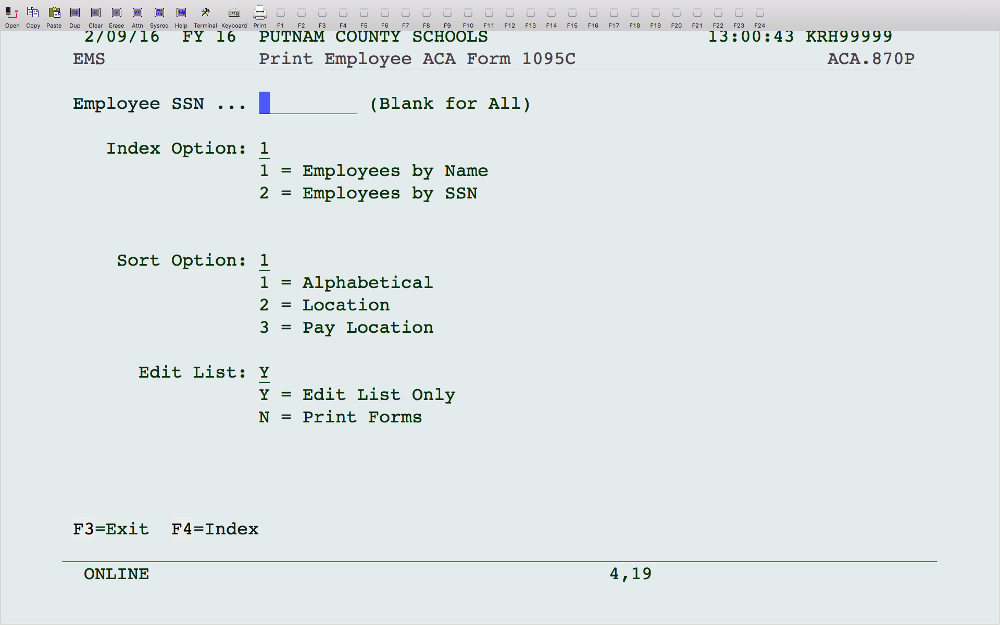 Open Copy Paste Dup Clear Erase Attn Sysreq Help Terminal Keyboard Print F1 F2 F3 F4 F5 F6 F7 F8 F9 F10 F11 F12 F13 F14 F15 F16 F17 F18 F19 F20 F21 F22 F23 F24
2/09/16 FY 16 PUTNAM COUNTY SCHOOLS 13:00:43 KRH99999
EMS Print Employee ACA Form 1095C ACA.870P
Employee SSN ... (Blank for All)
Index Option: 1
1 = Employees by Name
2 = Employees by SSN
Sort Option: 1
1 = Alphabetical
2 = Location
3 = Pay Location
Edit List: Y
Y = Edit List Only
N = Print Forms
F3=Exit F4=Index
ONLINE 4,19